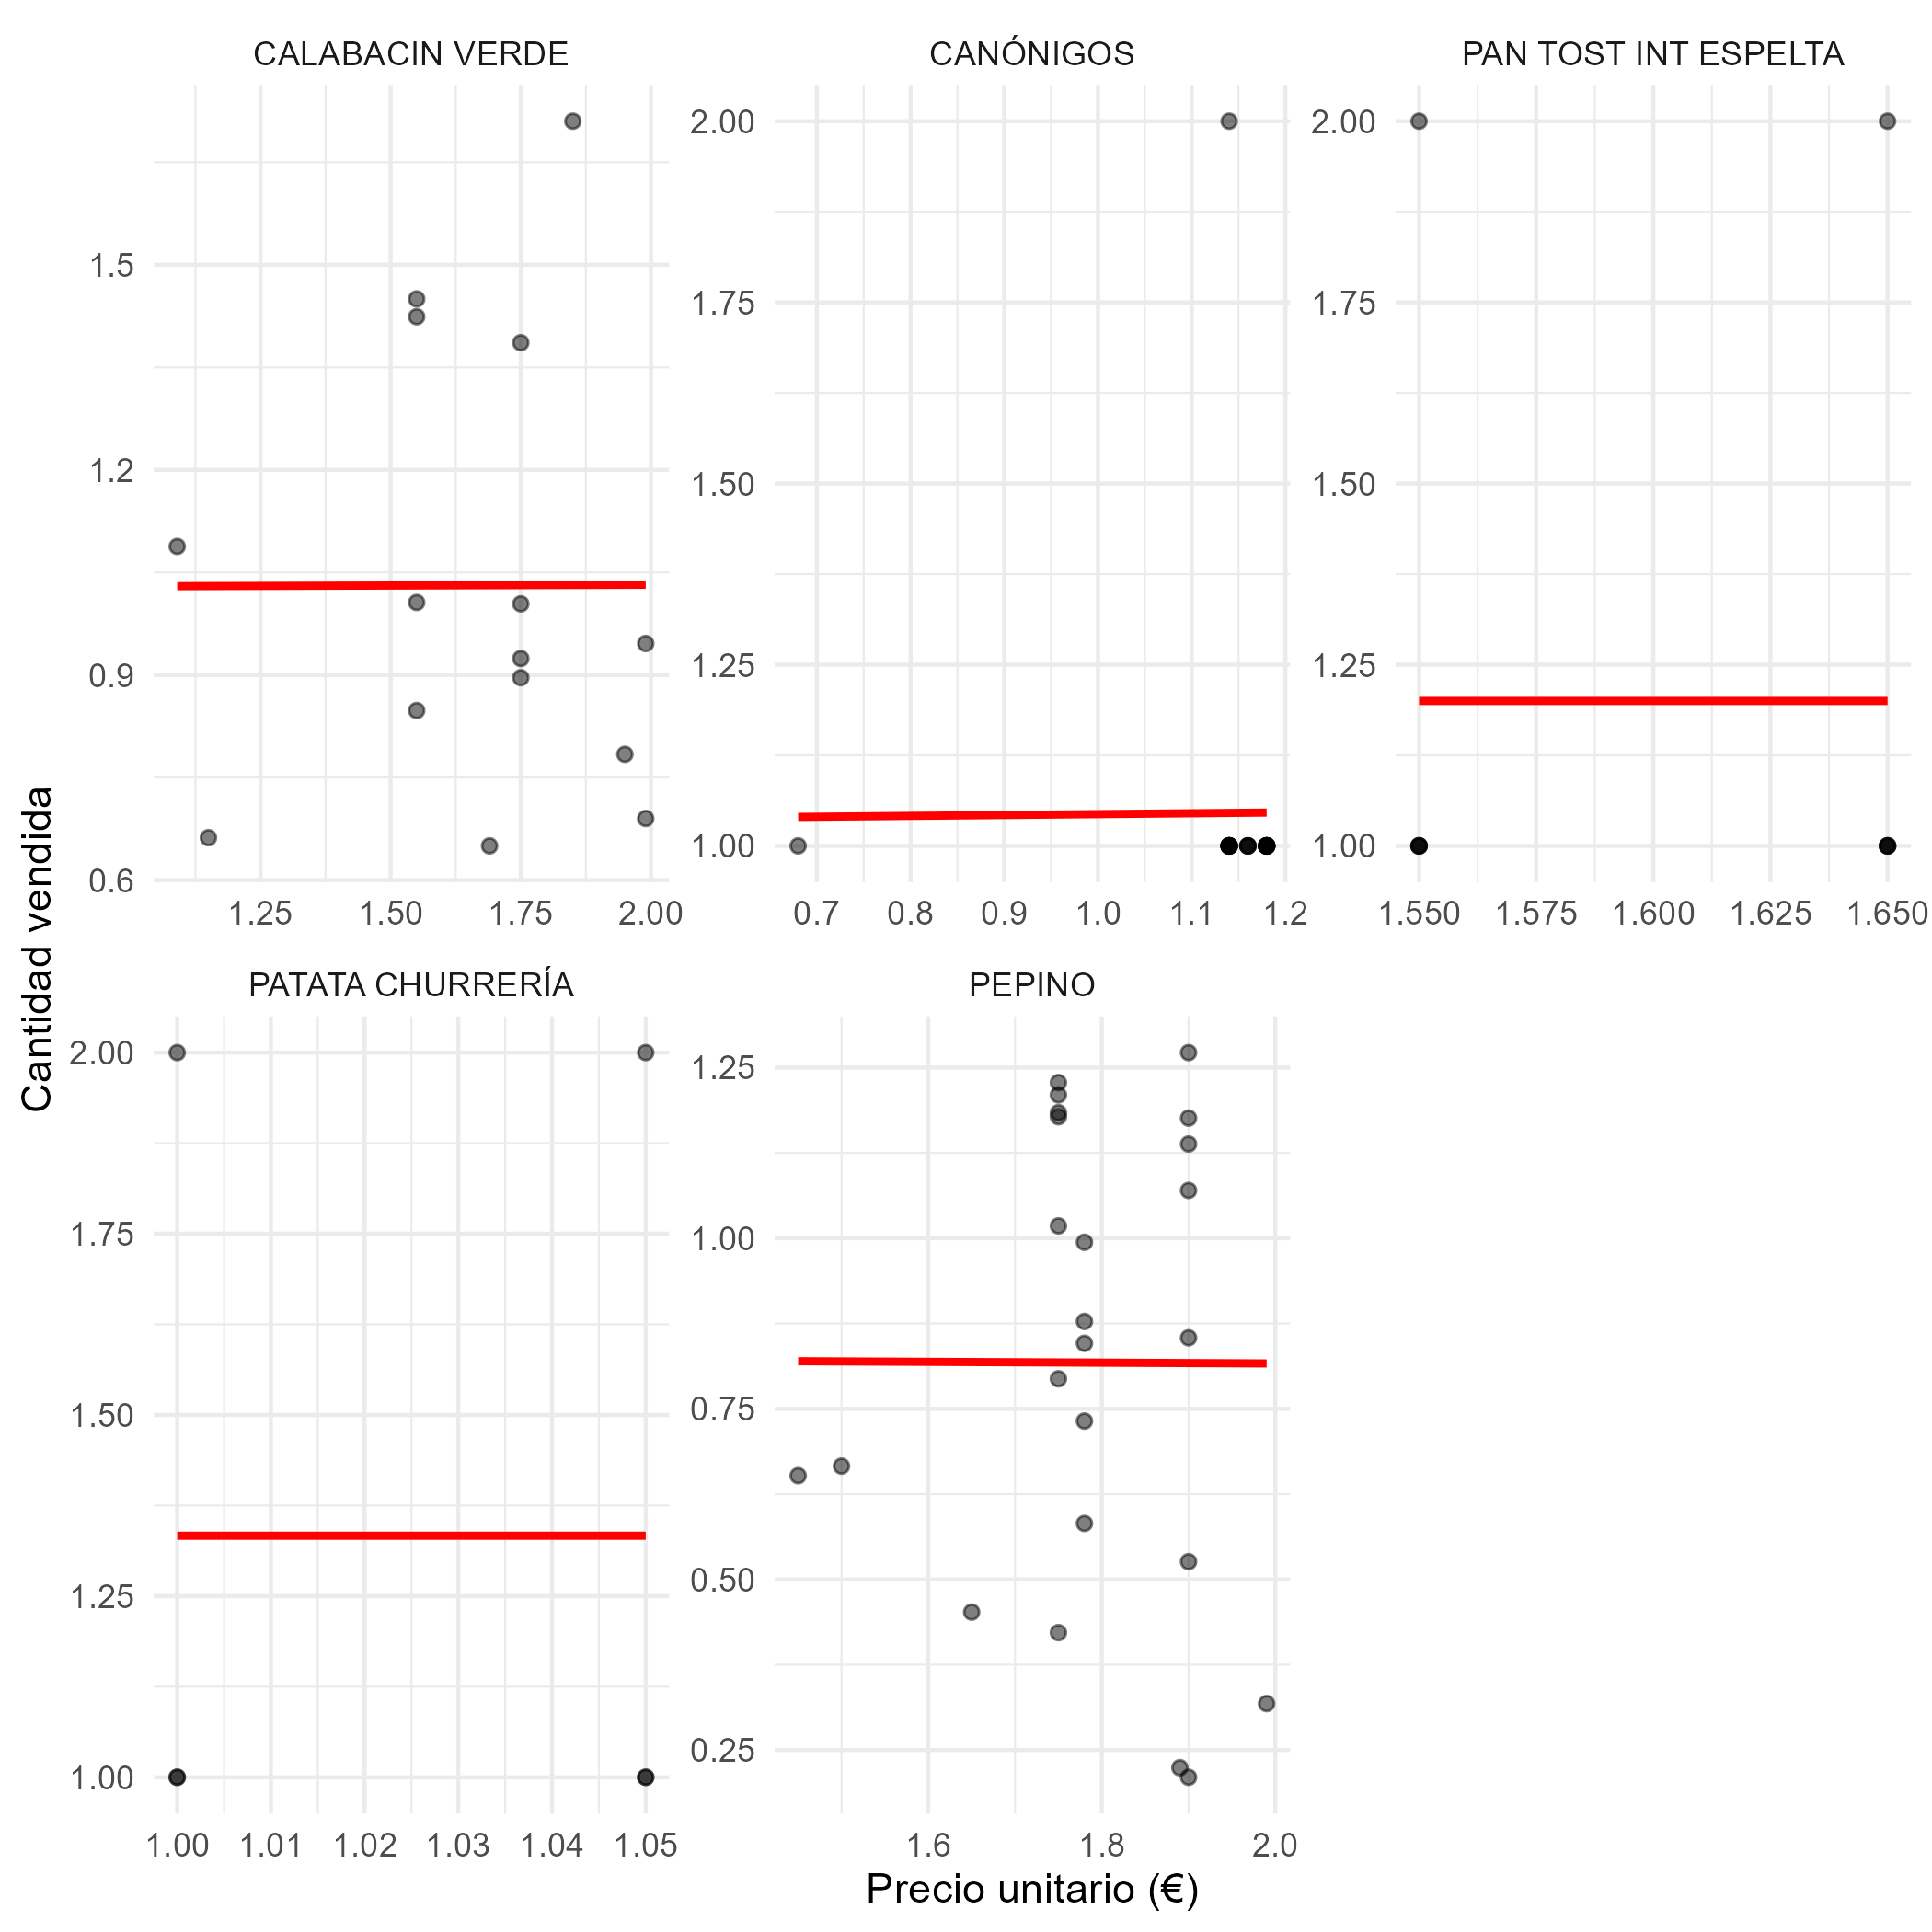 CALABACIN VERDE
CANÓNIGOS
PAN TOST INT ESPELTA
1.5
1.2
0.9
0.6
1.25 1.50 1.75 2.00
2.00
1.75
1.50
1.25
1.00
0.7 0.8 0.9 1.0 1.1 1.2
2.00
1.75
1.50
1.25
1.00
1.550 1.575 1.600 1.625 1.650
PATATA CHURRERÍA
PEPINO
2.00
1.75
1.50
1.25
1.00
1.00 1.01 1.02 1.03 1.04 1.05
1.25
1.00
0.75
0.50
0.25
1.6 1.8 2.0
Cantidad vendida
Precio unitario (€)